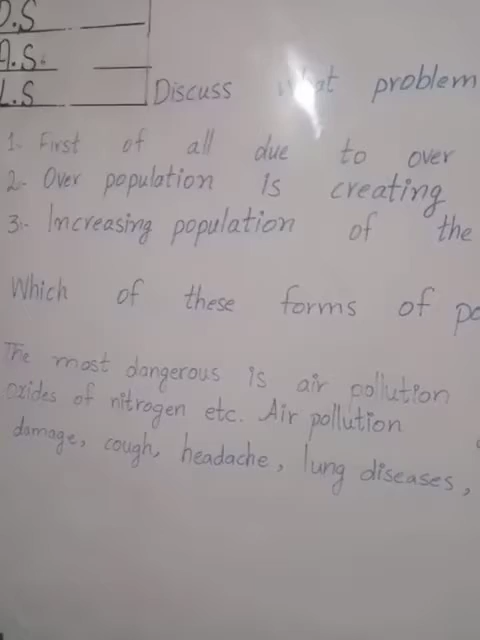 D.S
A.S.
L.S
Discuss what problem
1- First of all due to over
2- Over population is creating
3:- Increasing population of the
Which of these forms of po
The most dangerous is air pollution
oxides of nitrogen etc. Air pollution
damage, cough, headache, lung diseases,